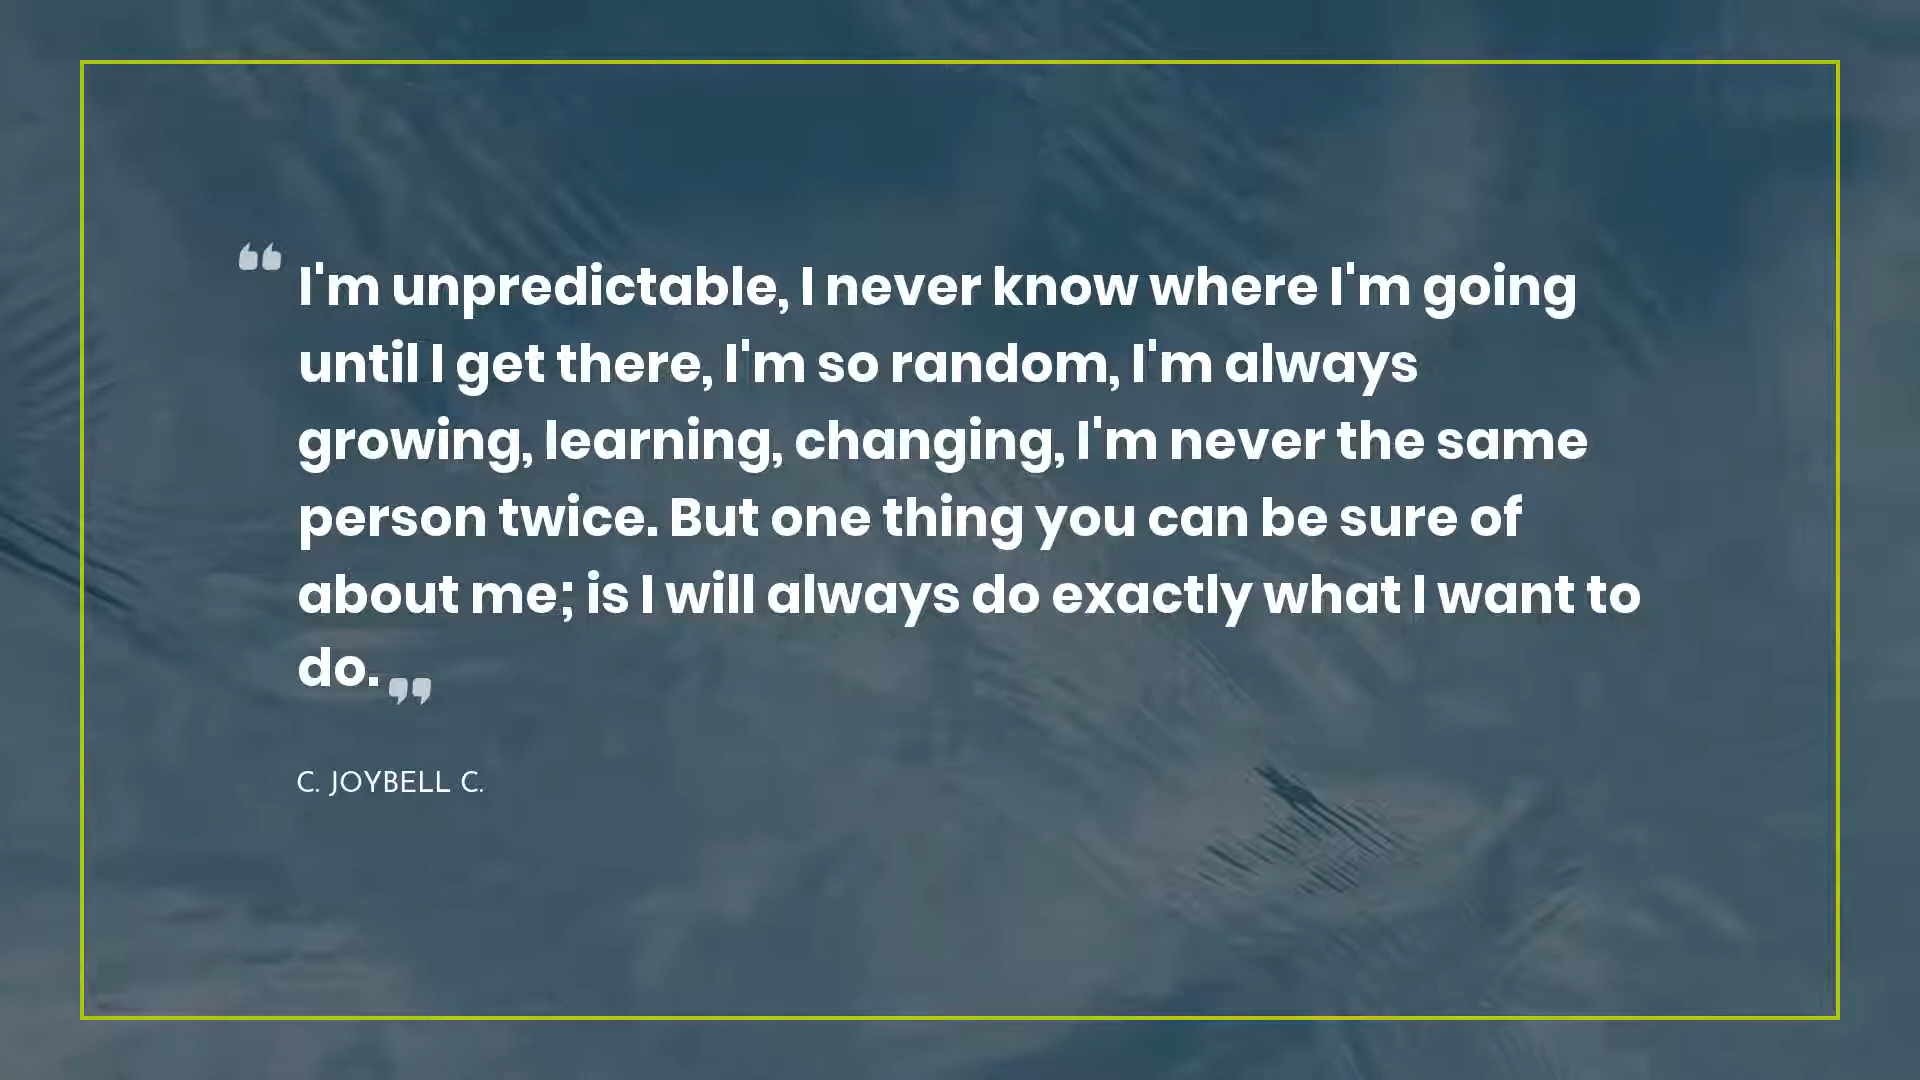 “ I'm unpredictable, I never know where I'm going
until I get there, I'm so random, I'm always
growing, learning, changing, I'm never the same
person twice. But one thing you can be sure of
about me; is I will always do exactly what I want to
do. ”
C. JOYBELL C.